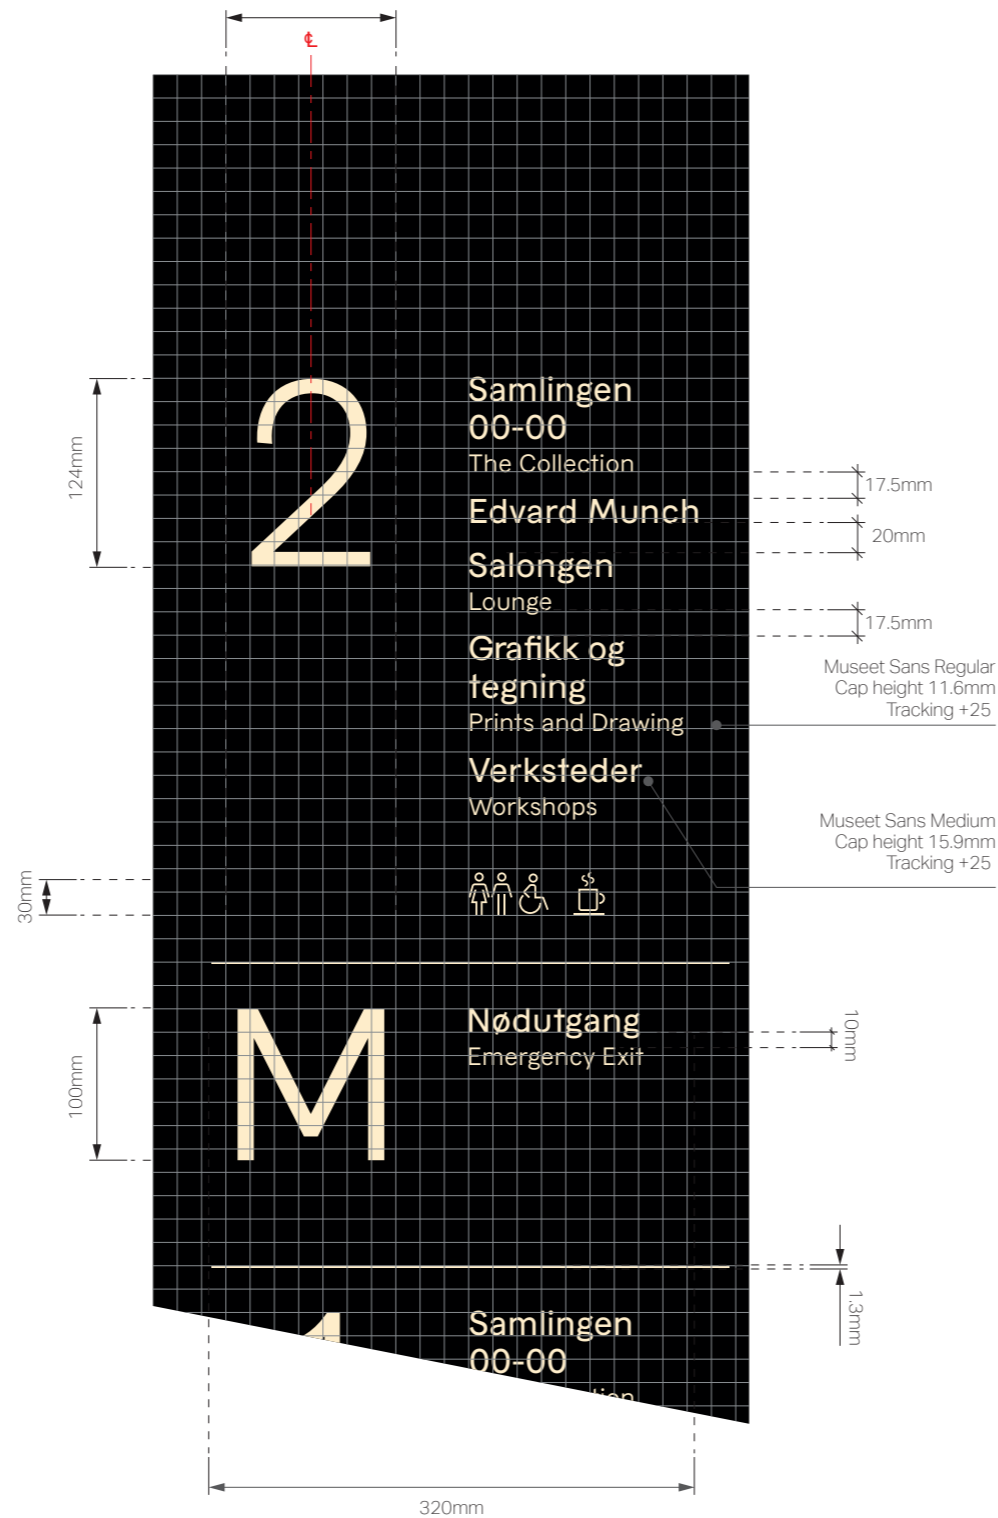 ℄
124mm
2
Samlingen
00-00
The Collection
17.5mm
Edvard Munch
20mm
Salongen
Lounge
17.5mm
Grafikk og
tegning
Prints and Drawing
Museet Sans Regular
Cap height 11.6mm
Tracking +25
Verksteder
Workshops
Museet Sans Medium
Cap height 15.9mm
Tracking +25
30mm
M
100mm
Nødutgang
Emergency Exit
10mm
1.3mm
Samlingen
00-00
320mm